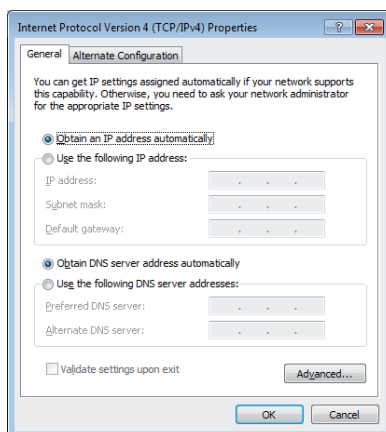 Internet Protocol Version 4 (TCP/IPv4) Properties
General Alternate Configuration
You can get IP settings assigned automatically if your network supports
this capability. Otherwise, you need to ask your network administrator
for the appropriate IP settings.
Obtain an IP address automatically
Use the following IP address:
IP address:
Subnet mask:
Default gateway:
Obtain DNS server address automatically
Use the following DNS server addresses:
Preferred DNS server:
Alternate DNS server:
Validate settings upon exit
Advanced...
OK Cancel